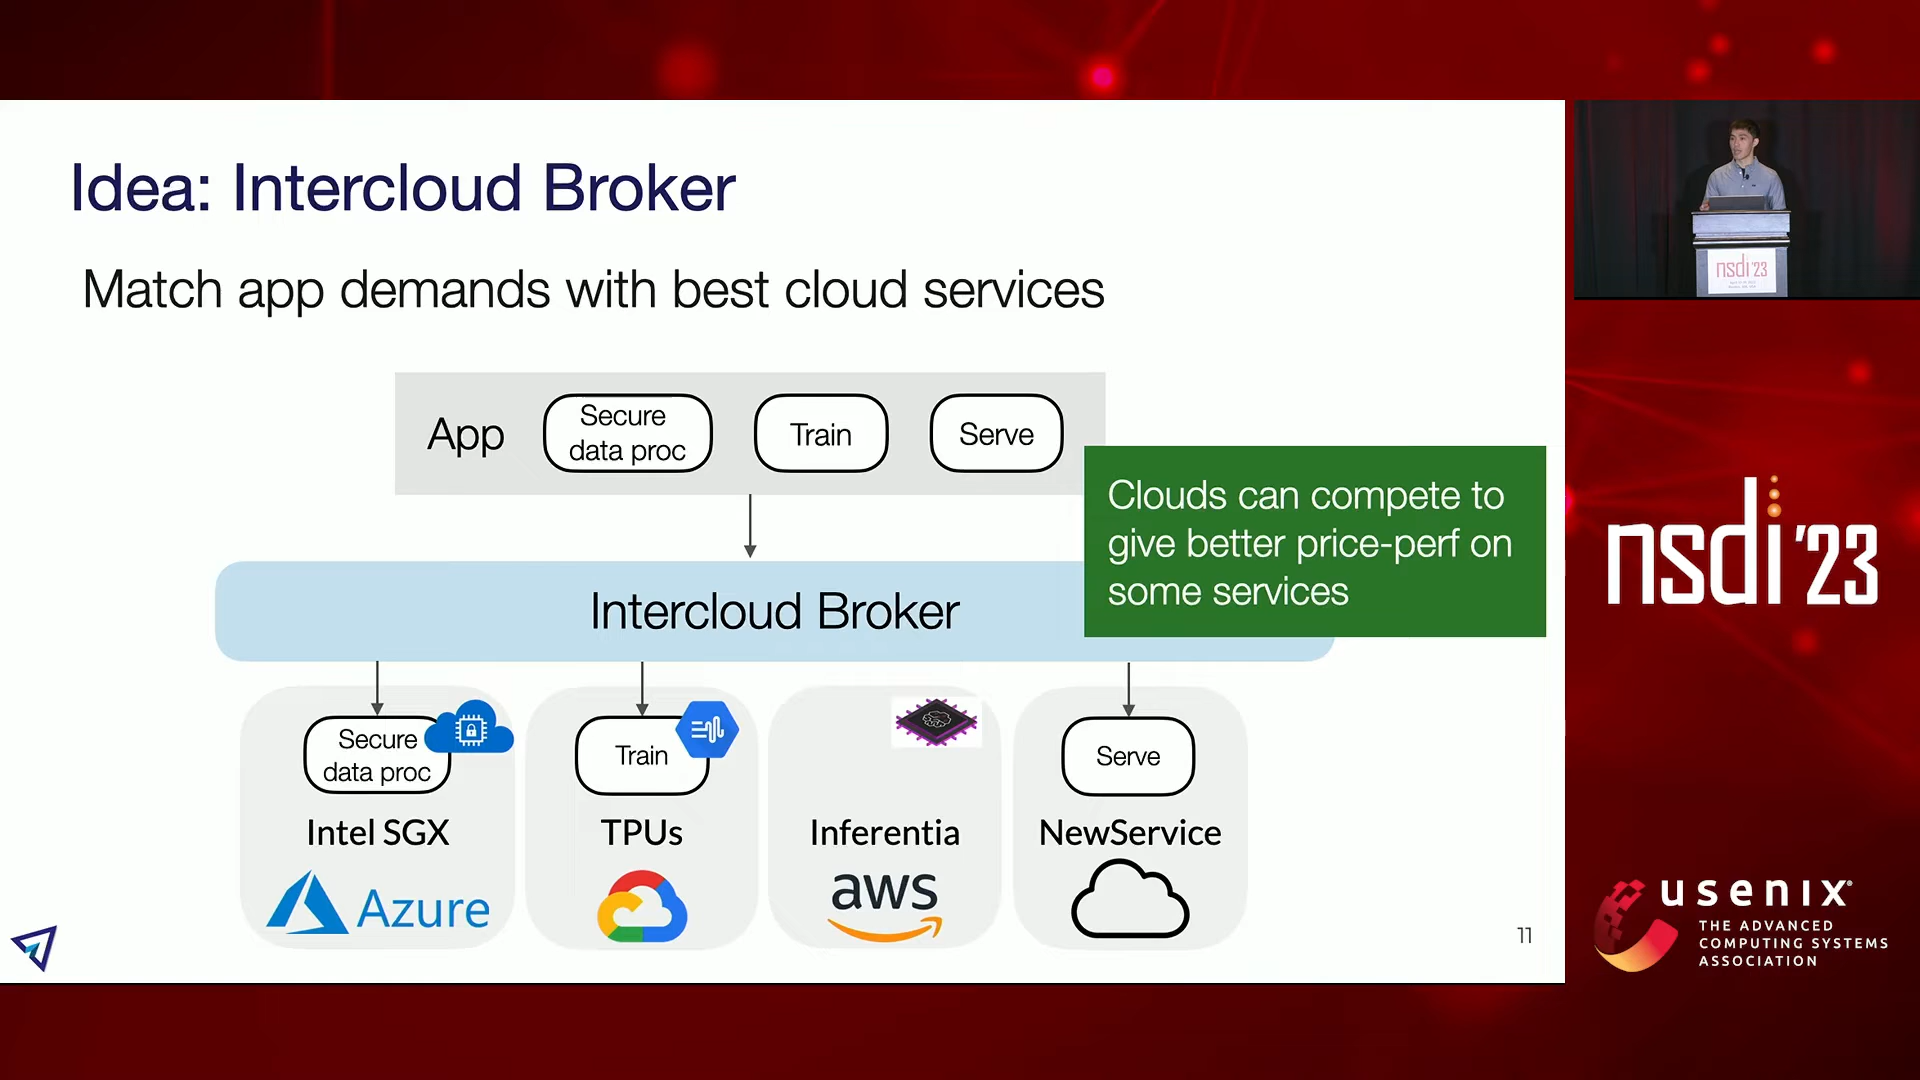 Idea: Intercloud Broker
Match app demands with best cloud services
App
Secure
data proc
Train
Serve
Clouds can compete to
give better price-perf on
some services
Intercloud Broker
Secure
data proc
Train
Serve
Intel SGX
TPUs
Inferentia
NewService
Azure
aws
11
nsdi '23
nsdi '23
usenix®
THE ADVANCED
COMPUTING SYSTEMS
ASSOCIATION